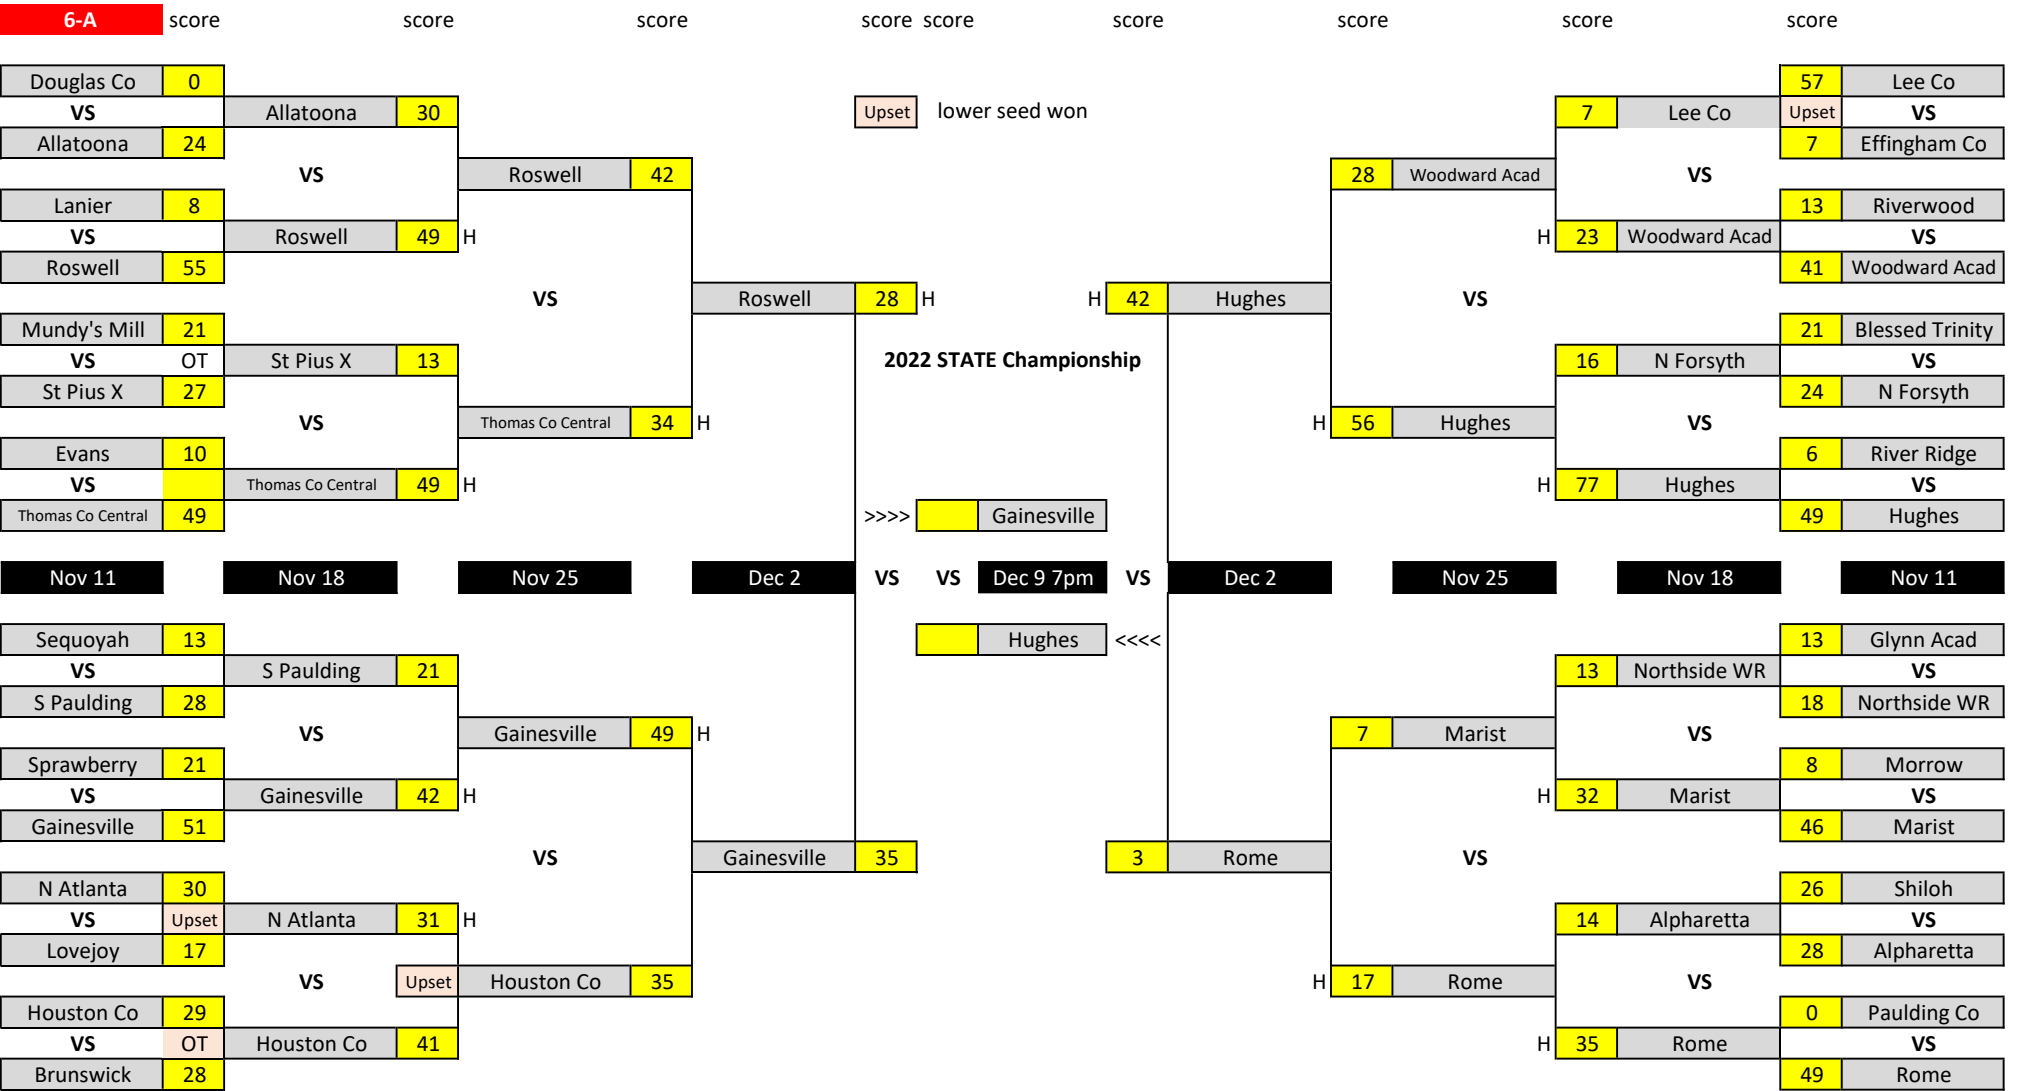 6-A score score score score score score score score score
Douglas Co 0 57 Lee Co
VS Allatoona 30 Upset lower seed won 7 Lee Co Upset VS
Allatoona 24 7 Effingham Co
VS Roswell 42 28 Woodward Acad VS
Lanier 8 13 Riverwood
VS Roswell 49 H H 23 Woodward Acad VS
Roswell 55 41 Woodward Acad
VS Roswell 28 H H 42 Hughes VS
Mundy's Mill 21 21 Blessed Trinity
VS OT St Pius X 13 2022 STATE Championship 16 N Forsyth VS
St Pius X 27 24 N Forsyth
VS Thomas Co Central 34 H H 56 Hughes VS
Evans 10 6 River Ridge
VS Thomas Co Central 49 H H 77 Hughes VS
Thomas Co Central 49 >>>> Gainesville 49 Hughes
Nov 11 Nov 18 Nov 25 Dec 2 VS VS Dec 9 7pm VS Dec 2 Nov 25 Nov 18 Nov 11
Sequoyah 13 Hughes <<<< 13 Glynn Acad
VS S Paulding 21 13 Northside WR VS
S Paulding 28 18 Northside WR
VS Gainesville 49 H 7 Marist VS
Sprawberry 21 8 Morrow
VS Gainesville 42 H H 32 Marist VS
Gainesville 51 46 Marist
VS Gainesville 35 3 Rome VS
N Atlanta 30 26 Shiloh
VS Upset N Atlanta 31 H 14 Alpharetta VS
Lovejoy 17 28 Alpharetta
VS Upset Houston Co 35 H 17 Rome VS
Houston Co 29 0 Paulding Co
VS OT Houston Co 41 H 35 Rome VS
Brunswick 28 49 Rome